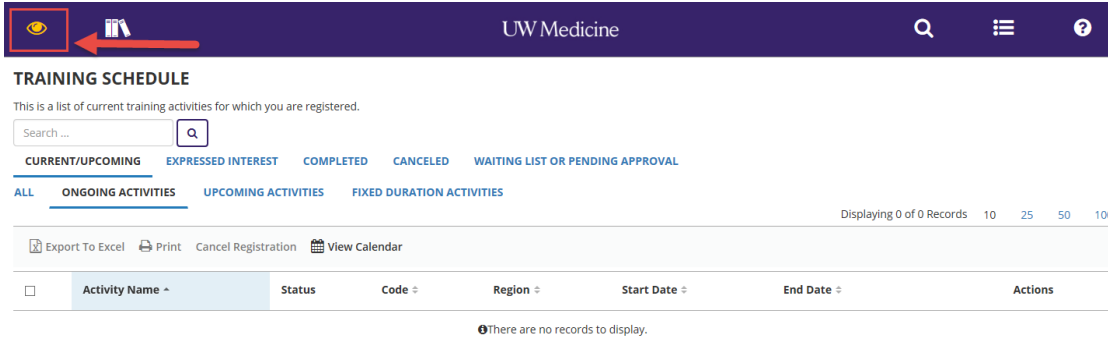 UW Medicine
TRAINING SCHEDULE
This is a list of current training activities for which you are registered.
Search ...
CURRENT/UPCOMING EXPRESSED INTEREST COMPLETED CANCELED WAITING LIST OR PENDING APPROVAL
ALL ONGOING ACTIVITIES UPCOMING ACTIVITIES FIXED DURATION ACTIVITIES
Displaying 0 of 0 Records 10 25 50
Export To Excel Print Cancel Registration View Calendar
Activity Name Status Code Region Start Date End Date Actions
There are no records to display.